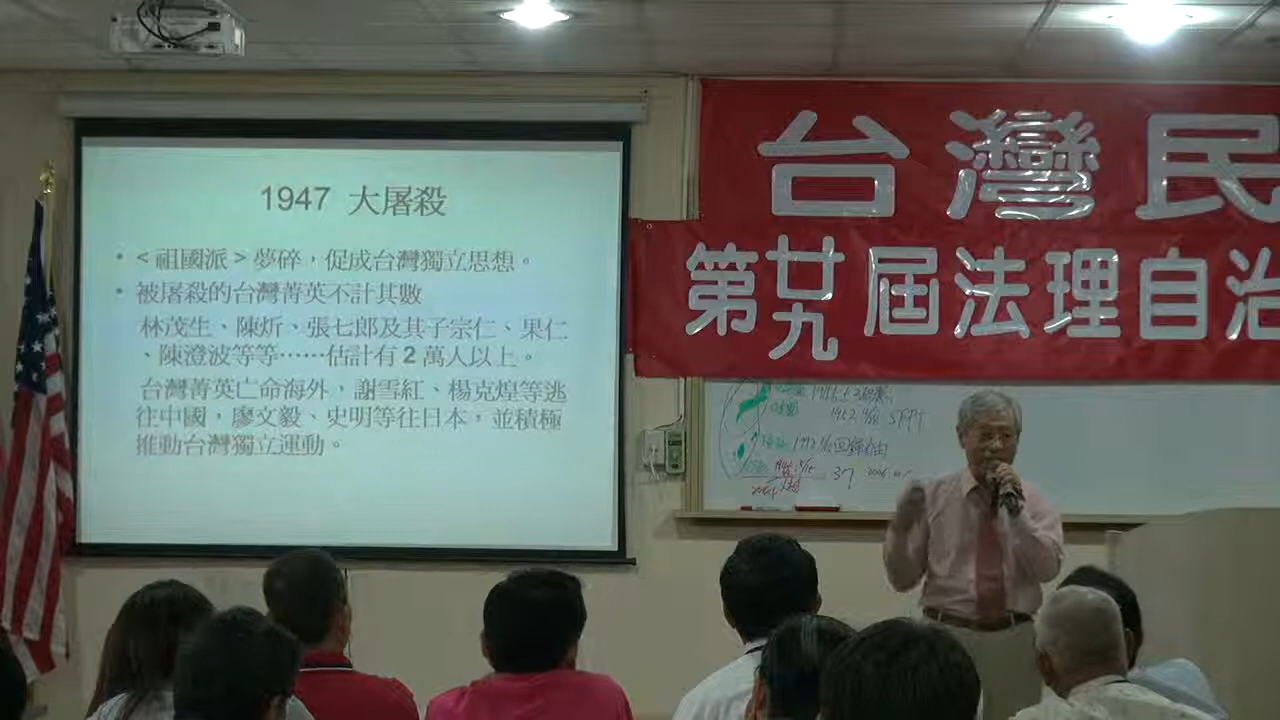 1947 大屠殺
• <祖國派>夢碎，促成台灣獨立思想。
• 被屠殺的台灣菁英不計其數
林茂生、陳炘、張七郎及其子宗仁、果仁
、陳澄波等等……估計有 2 萬人以上。
台灣菁英亡命海外，謝雪紅、楊克煌等逃
往中國，廖文毅、史明等往日本，並積極
推動台灣獨立運動。
台灣民
第廿九屆法理自治
1952 4/28 SFPT
37